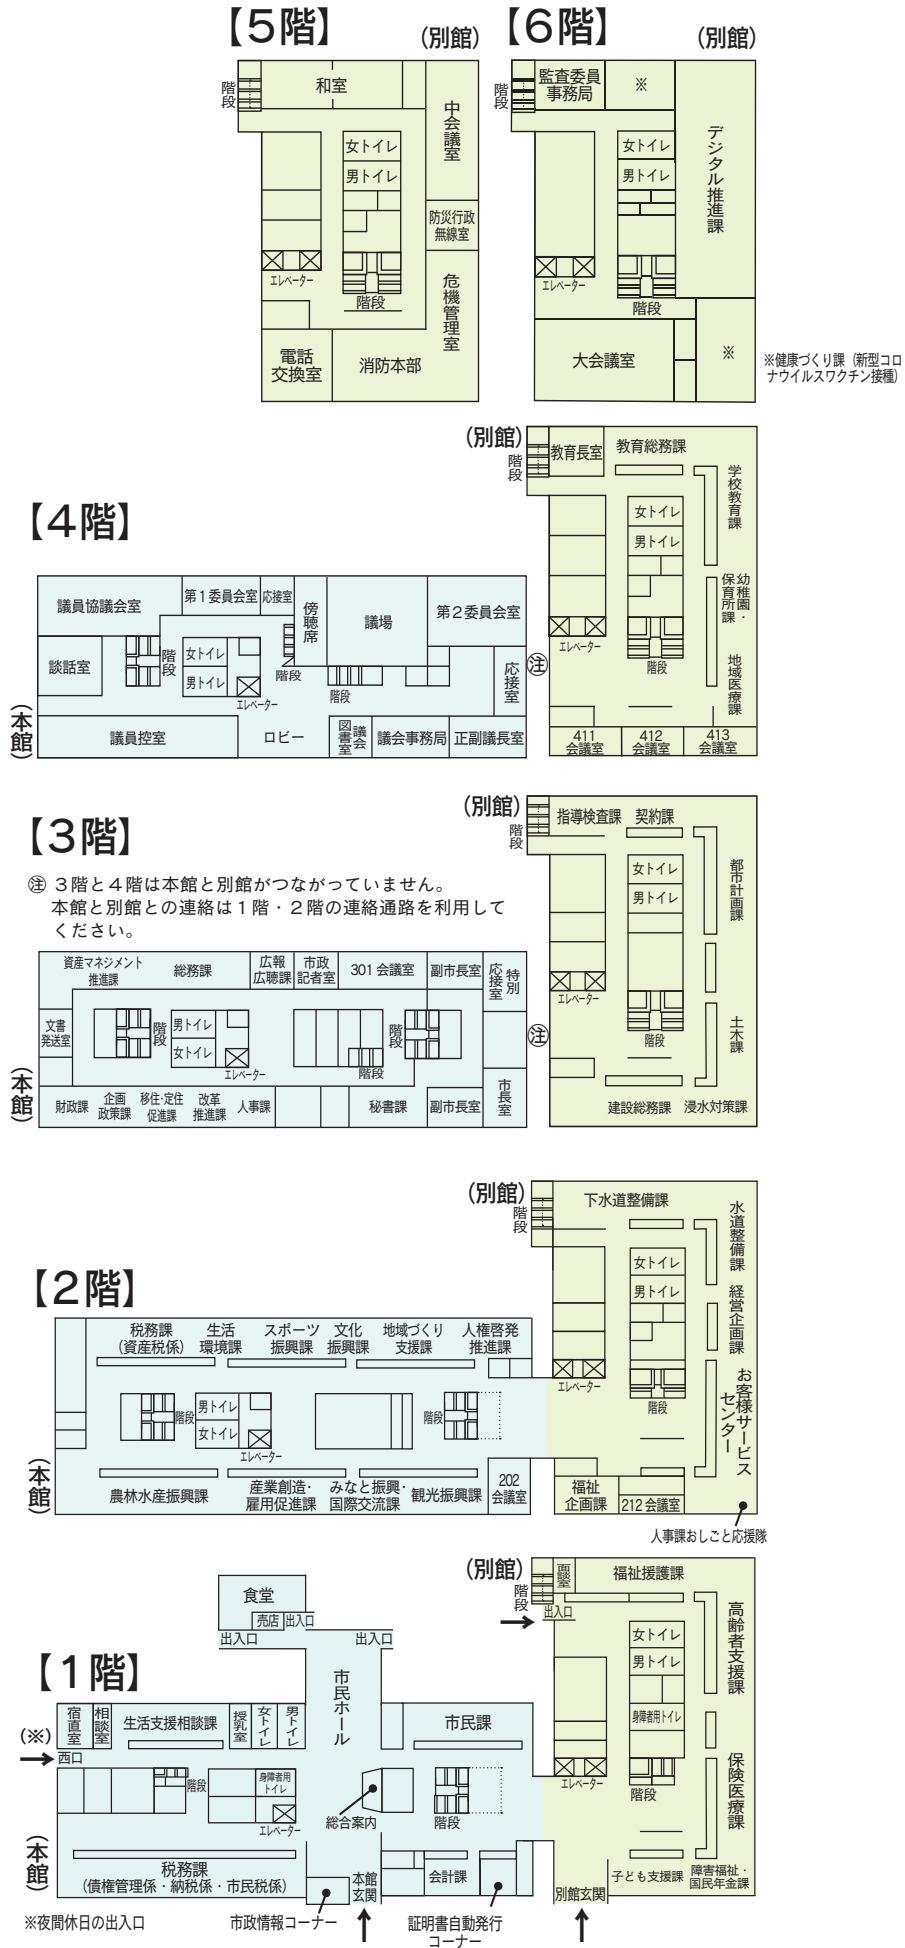 【5階】
(別館)
階段
和室
中会議室
女トイレ
男トイレ
防災行政
無線室
エレベーター
階段
危機管理室
電話
交換室
消防本部
【6階】
(別館)
階段
監査委員
事務局
※
デジタル推進課
女トイレ
男トイレ
エレベーター
階段
大会議室
※
※健康づくり課(新型コロ
ナウイルスワクチン接種)
【4階】
(別館)
階段
教育長室
教育総務課
学校教育課
女トイレ
男トイレ
幼稚園・
保育所課
エレベーター
階段
地域医療課
411
会議室
412
会議室
413
会議室
議員協議会室
第1委員会室
応接室
傍聴席
議場
第2委員会室
談話室
階段
女トイレ
男トイレ
エレベーター
階段
階段
応接室
㊟
(本館)
議員控室
ロビー
議会
図書室
議会事務局
正副議長室
【3階】
㊟ 3階と4階は本館と別館がつながっていません。
本館と別館との連絡は1階・2階の連絡通路を利用して
ください。
(別館)
階段
指導検査課
契約課
都市計画課
女トイレ
男トイレ
エレベーター
階段
土木課
建設総務課
浸水対策課
資産マネジメント
推進課
総務課
広報
広聴課
市政
記者室
301会議室
副市長室
特別
応接室
文書
発送室
階段
男トイレ
女トイレ
エレベーター
階段
階段
㊟
(本館)
財政課
企画
政策課
移住・定住
促進課
改革
推進課
人事課
秘書課
副市長室
市長室
【2階】
(別館)
階段
下水道整備課
水道整備課
女トイレ
男トイレ
経営企画課
エレベーター
階段
お客様サービス
センター
福祉
企画課
212会議室
人事課おしごと応援隊
税務課
(資産税係)
生活
環境課
スポーツ
振興課
文化
振興課
地域づくり
支援課
人権啓発
推進課
階段
男トイレ
女トイレ
エレベーター
階段
(本館)
農林水産振興課
産業創造・
雇用促進課
みなと振興・
国際交流課
観光振興課
202
会議室
【1階】
(別館)
階段
面談室
福祉援護課
出入口
高齢者支援課
女トイレ
男トイレ
身障者用トイレ
エレベーター
階段
保険医療課
子ども支援課
障害福祉・
国民年金課
別館玄関
食堂
売店
出入口
出入口
出入口
市民ホール
宿直室
相談室
生活支援相談課
授乳室
女トイレ
男トイレ
市民課
(※)
西口
階段
身障者用
トイレ
エレベーター
総合案内
階段
(本館)
税務課
(債権管理係・納税係・市民税係)
本館
玄関
会計課
※夜間休日の出入口
市政情報コーナー
証明書自動発行
コーナー